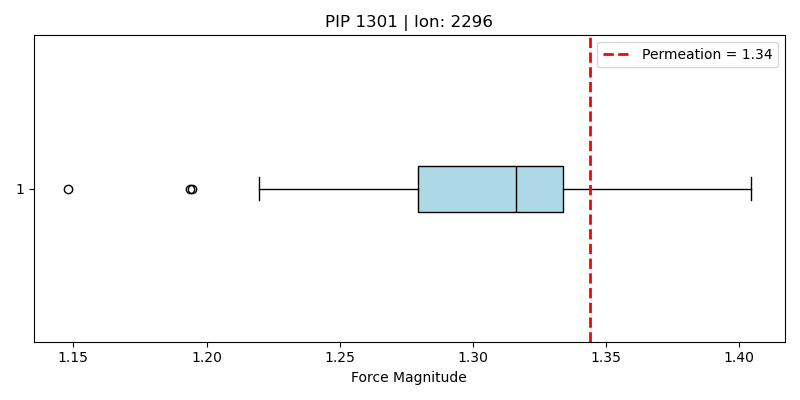 PIP 1301 | Ion: 2296
Permeation = 1.34
1
1.15 1.20 1.25 1.30 1.35 1.40
Force Magnitude